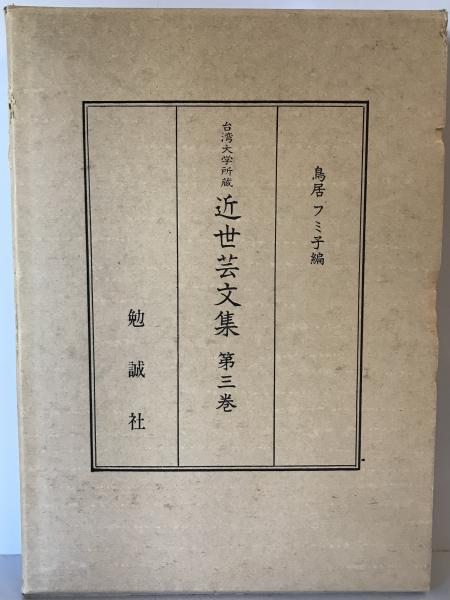 鳥居フミ子編
台湾大学所蔵 近世芸文集 第三巻
勉誠社